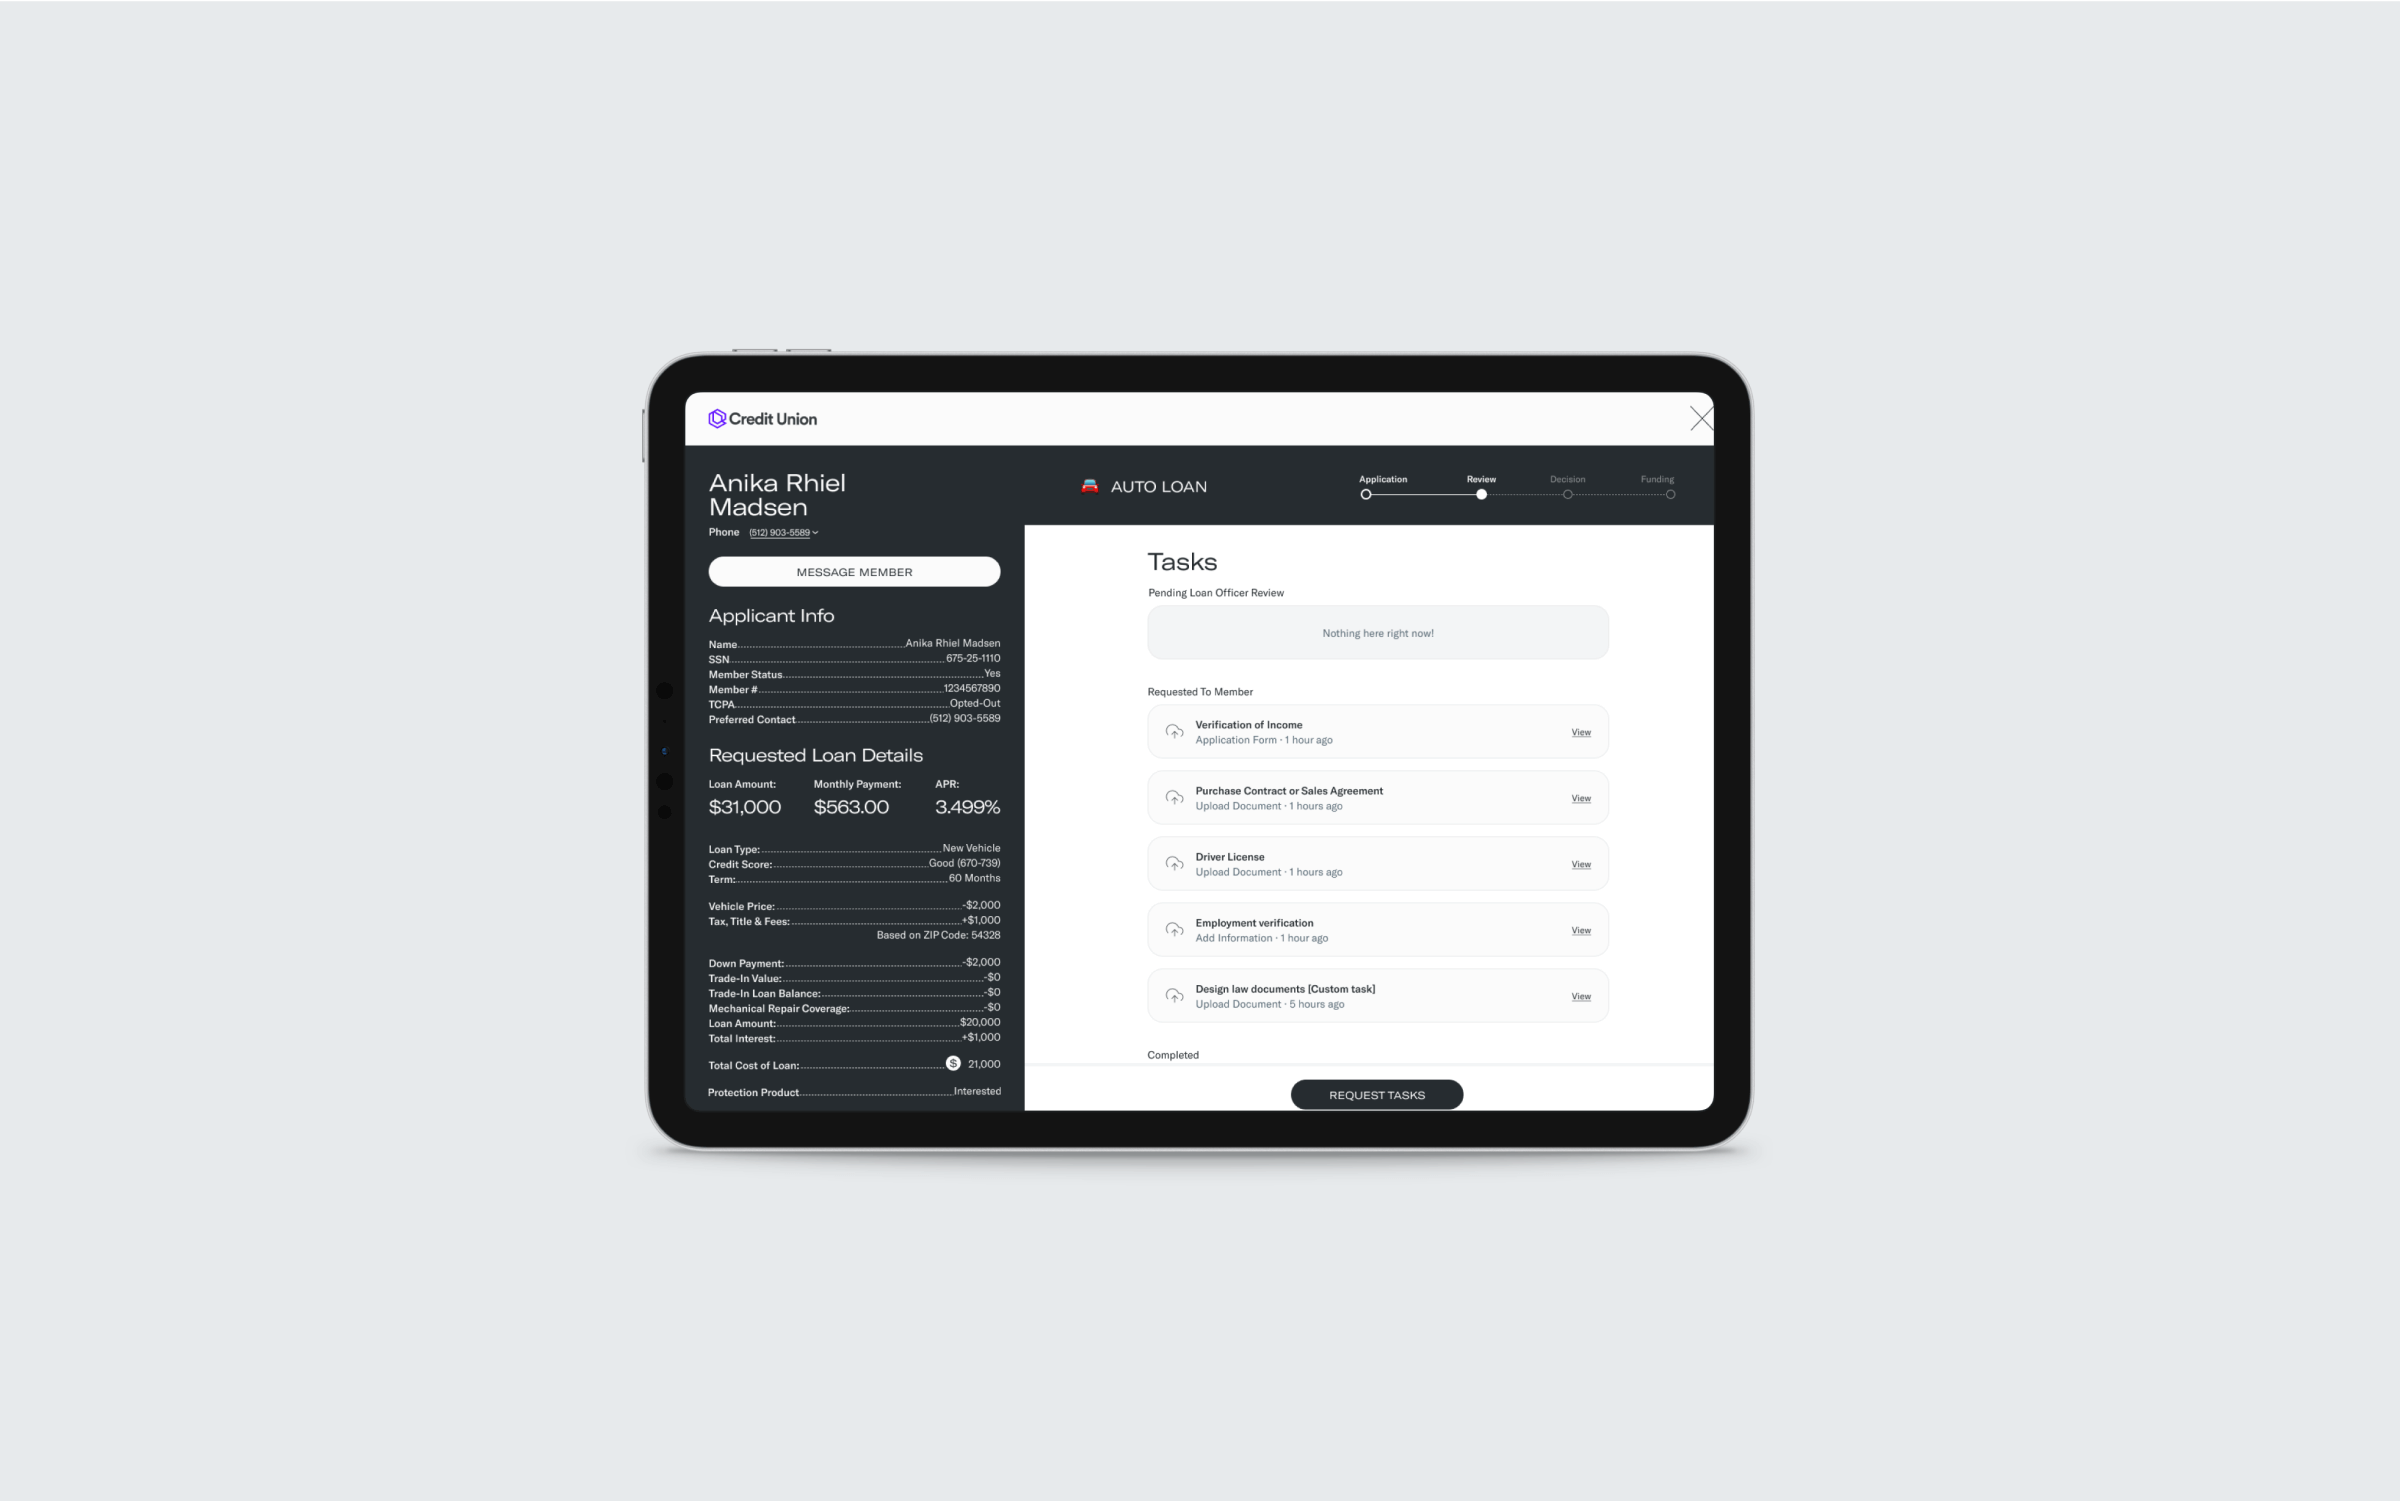 Credit Union
Anika Rhiel
Madsen
Phone (512) 903-5589
MESSAGE MEMBER
Applicant Info
Name Anika Rhiel Madsen
SSN 675-25-1110
Member Status Yes
Member # 1234567890
TCPA Opted-Out
Preferred Contact (512) 903-5589
Requested Loan Details
Loan Amount: Monthly Payment: APR:
$31,000 $563.00 3.499%
Loan Type: New Vehicle
Credit Score: Good (670-739)
Term: 60 Months
Vehicle Price: -$2,000
Tax, Title & Fees: +$1,000
Based on ZIP Code: 54328
Down Payment: -$2,000
Trade-In Value: -$0
Trade-In Loan Balance: -$0
Mechanical Repair Coverage: -$0
Loan Amount: $20,000
Total Interest: +$1,000
Total Cost of Loan: $ 21,000
Protection Product Interested
AUTO LOAN
Application Review Decision Funding
Tasks
Pending Loan Officer Review
Nothing here right now!
Requested To Member
Verification of Income
Application Form · 1 hour ago
View
Purchase Contract or Sales Agreement
Upload Document · 1 hours ago
View
Driver License
Upload Document · 1 hours ago
View
Employment verification
Add Information · 1 hour ago
View
Design law documents [Custom task]
Upload Document · 5 hours ago
View
Completed
REQUEST TASKS